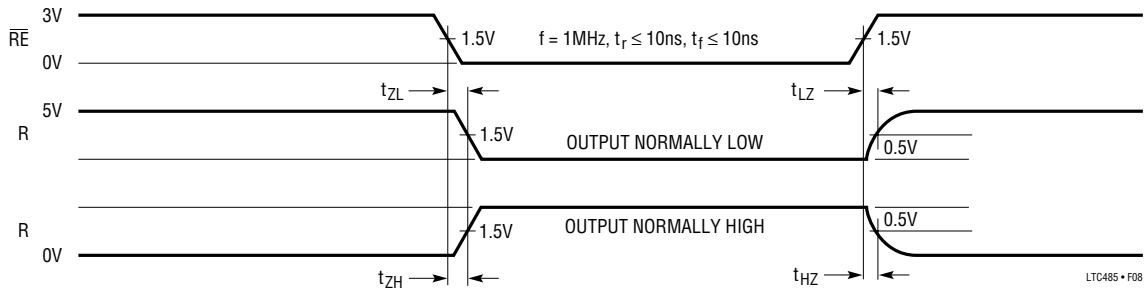 3V
RE
0V
1.5V
f = 1MHz, tr ≤ 10ns, tf ≤ 10ns
1.5V
tZL
tLZ
5V
R
1.5V
OUTPUT NORMALLY LOW
0.5V
R
0V
1.5V
OUTPUT NORMALLY HIGH
0.5V
tZH
tHZ
LTC485 • F08